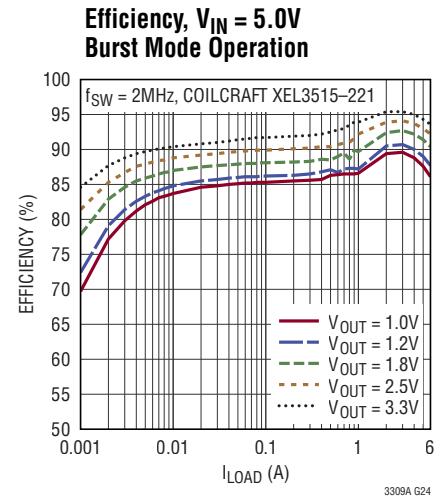 Efficiency, VIN = 5.0V
Burst Mode Operation
100
95
90
85
80
75
70
65
60
55
50
EFFICIENCY (%)
fSW = 2MHz, COILCRAFT XEL3515–221
VOUT = 1.0V
VOUT = 1.2V
VOUT = 1.8V
VOUT = 2.5V
VOUT = 3.3V
0.001 0.01 0.1 1 6
ILOAD (A)
3309A G24